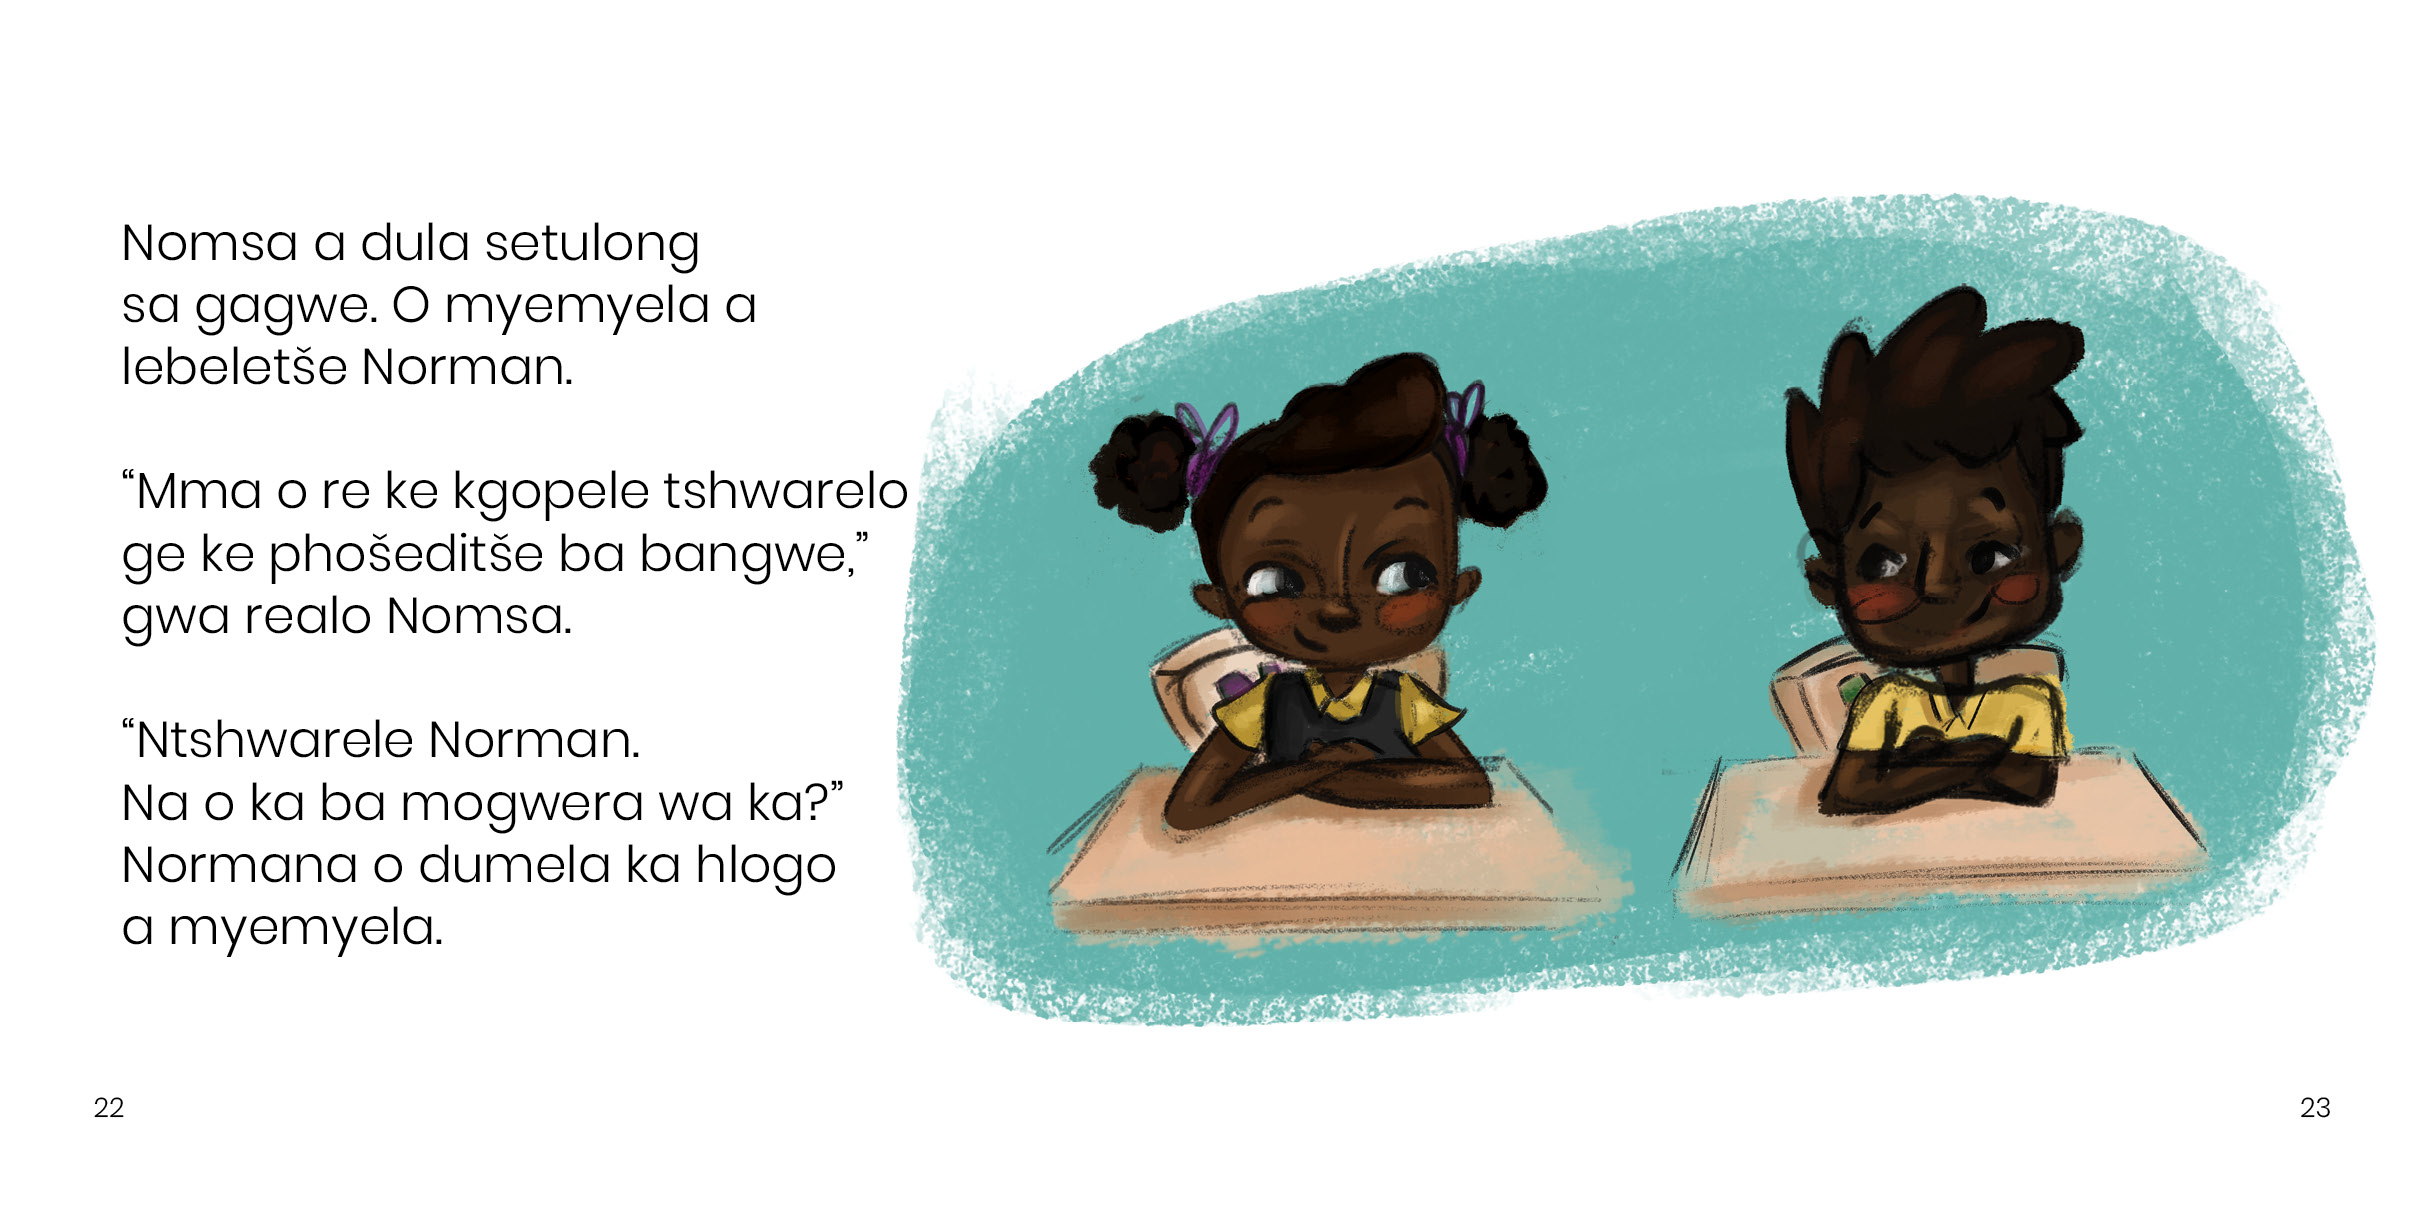 Nomsa a dula setulong
sa gagwe. O myemyela a
lebeletše Norman.
“Mma o re ke kgopele tshwarelo
ge ke phošeditše ba bangwe,”
gwa realo Nomsa.
“Ntshwarele Norman.
Na o ka ba mogwera wa ka?”
Normana o dumela ka hlogo
a myemyela.
22
23